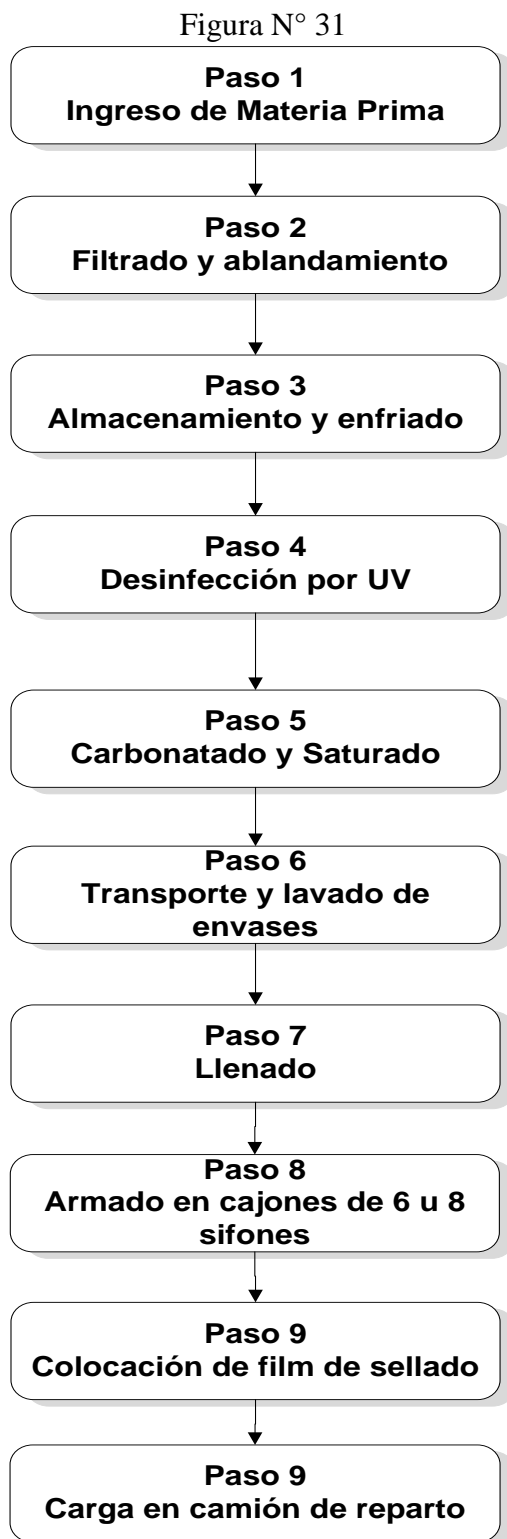 Figura N° 31
Paso 1
Ingreso de Materia Prima
Paso 2
Filtrado y ablandamiento
Paso 3
Almacenamiento y enfriado
Paso 4
Desinfección por UV
Paso 5
Carbonatado y Saturado
Paso 6
Transporte y lavado de
envases
Paso 7
Llenado
Paso 8
Armado en cajones de 6 u 8
sifones
Paso 9
Colocación de film de sellado
Paso 9
Carga en camión de reparto